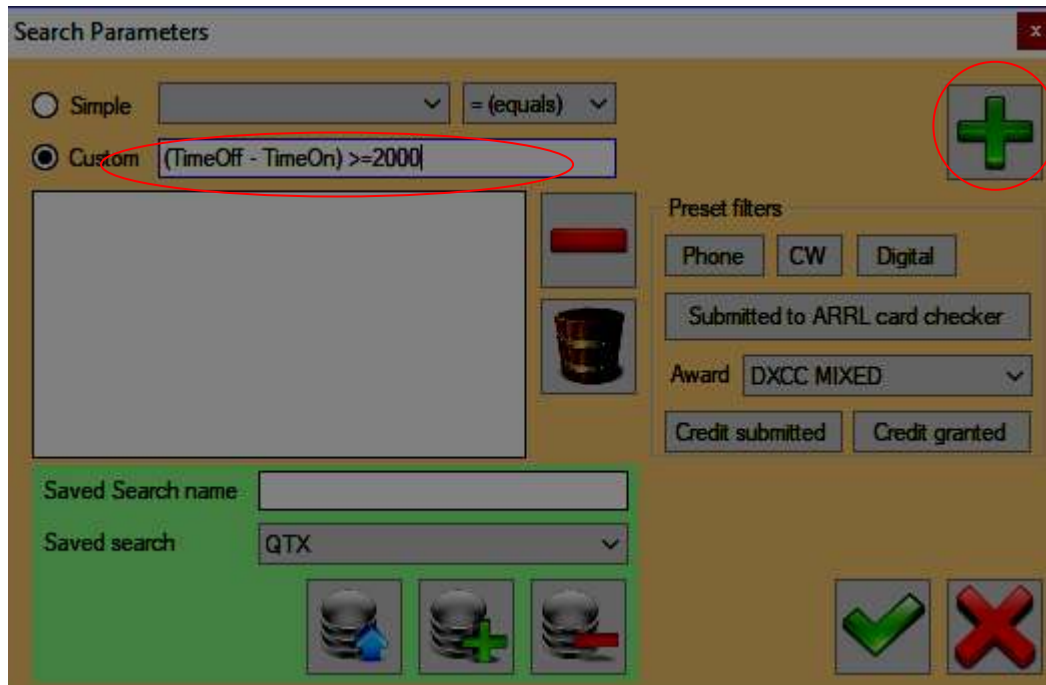 Search Parameters
x
Simple
= (equals)
Custom
(TimeOff - TimeOn) >=2000
Preset filters
Phone
CW
Digital
Submitted to ARRL card checker
Award
DXCC MIXED
Credit submitted
Credit granted
Saved Search name
Saved search
QTX